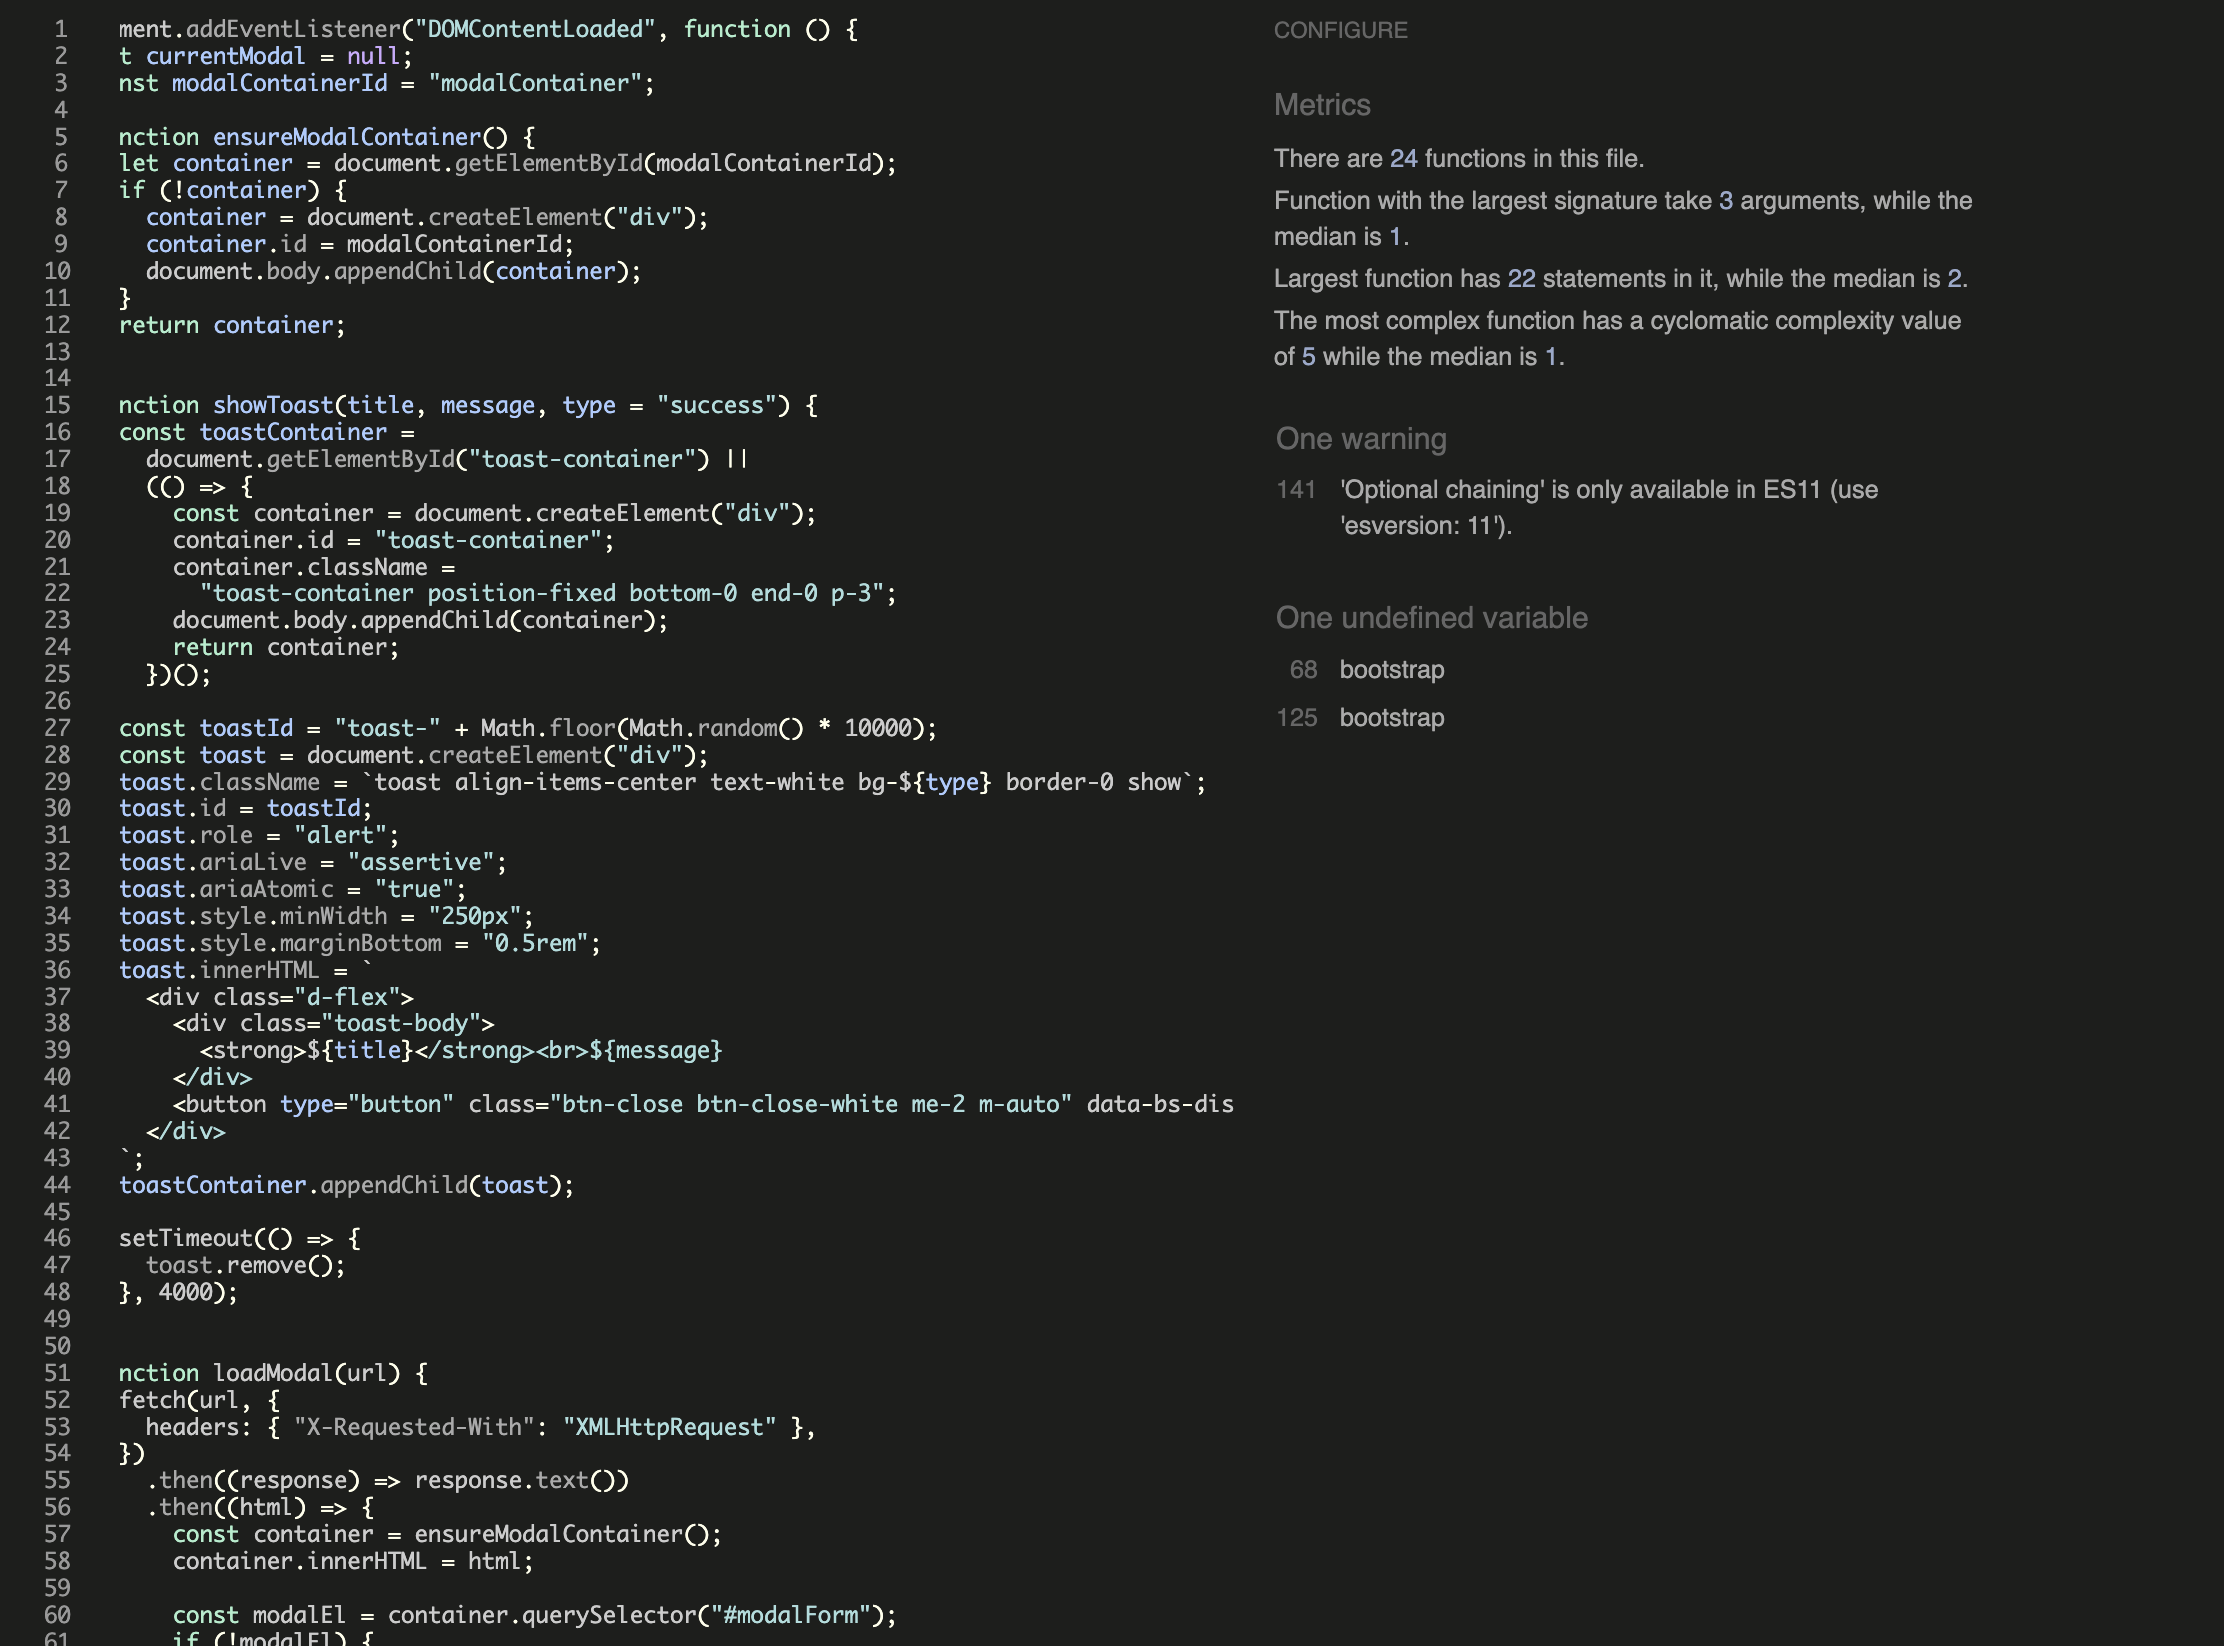 1 ment.addEventListener("DOMContentLoaded", function () {
2 t currentModal = null;
3 nst modalContainerId = "modalContainer";
4
5 nction ensureModalContainer() {
6 let container = document.getElementById(modalContainerId);
7 if (!container) {
8 container = document.createElement("div");
9 container.id = modalContainerId;
10 document.body.appendChild(container);
11 }
12 return container;
13
14
15 nction showToast(title, message, type = "success") {
16 const toastContainer =
17 document.getElementById("toast-container") ||
18 (() => {
19 const container = document.createElement("div");
20 container.id = "toast-container";
21 container.className =
22 "toast-container position-fixed bottom-0 end-0 p-3";
23 document.body.appendChild(container);
24 return container;
25 })();
26
27 const toastId = "toast-" + Math.floor(Math.random() * 10000);
28 const toast = document.createElement("div");
29 toast.className = `toast align-items-center text-white bg-${type} border-0 show`;
30 toast.id = toastId;
31 toast.role = "alert";
32 toast.ariaLive = "assertive";
33 toast.ariaAtomic = "true";
34 toast.style.minWidth = "250px";
35 toast.style.marginBottom = "0.5rem";
36 toast.innerHTML = `
37 <div class="d-flex">
38 <div class="toast-body">
39 <strong>${title}</strong><br>${message}
40 </div>
41 <button type="button" class="btn-close btn-close-white me-2 m-auto" data-bs-dis
42 </div>
43 `;
44 toastContainer.appendChild(toast);
45
46 setTimeout(() => {
47 toast.remove();
48 }, 4000);
49
50
51 nction loadModal(url) {
52 fetch(url, {
53 headers: { "X-Requested-With": "XMLHttpRequest" },
54 })
55 .then((response) => response.text())
56 .then((html) => {
57 const container = ensureModalContainer();
58 container.innerHTML = html;
59
60 const modalEl = container.querySelector("#modalForm");
61 if (!modalEl) {
CONFIGURE
Metrics
There are 24 functions in this file.
Function with the largest signature take 3 arguments, while the
median is 1.
Largest function has 22 statements in it, while the median is 2.
The most complex function has a cyclomatic complexity value
of 5 while the median is 1.
One warning
141 'Optional chaining' is only available in ES11 (use
'esversion: 11').
One undefined variable
68 bootstrap
125 bootstrap